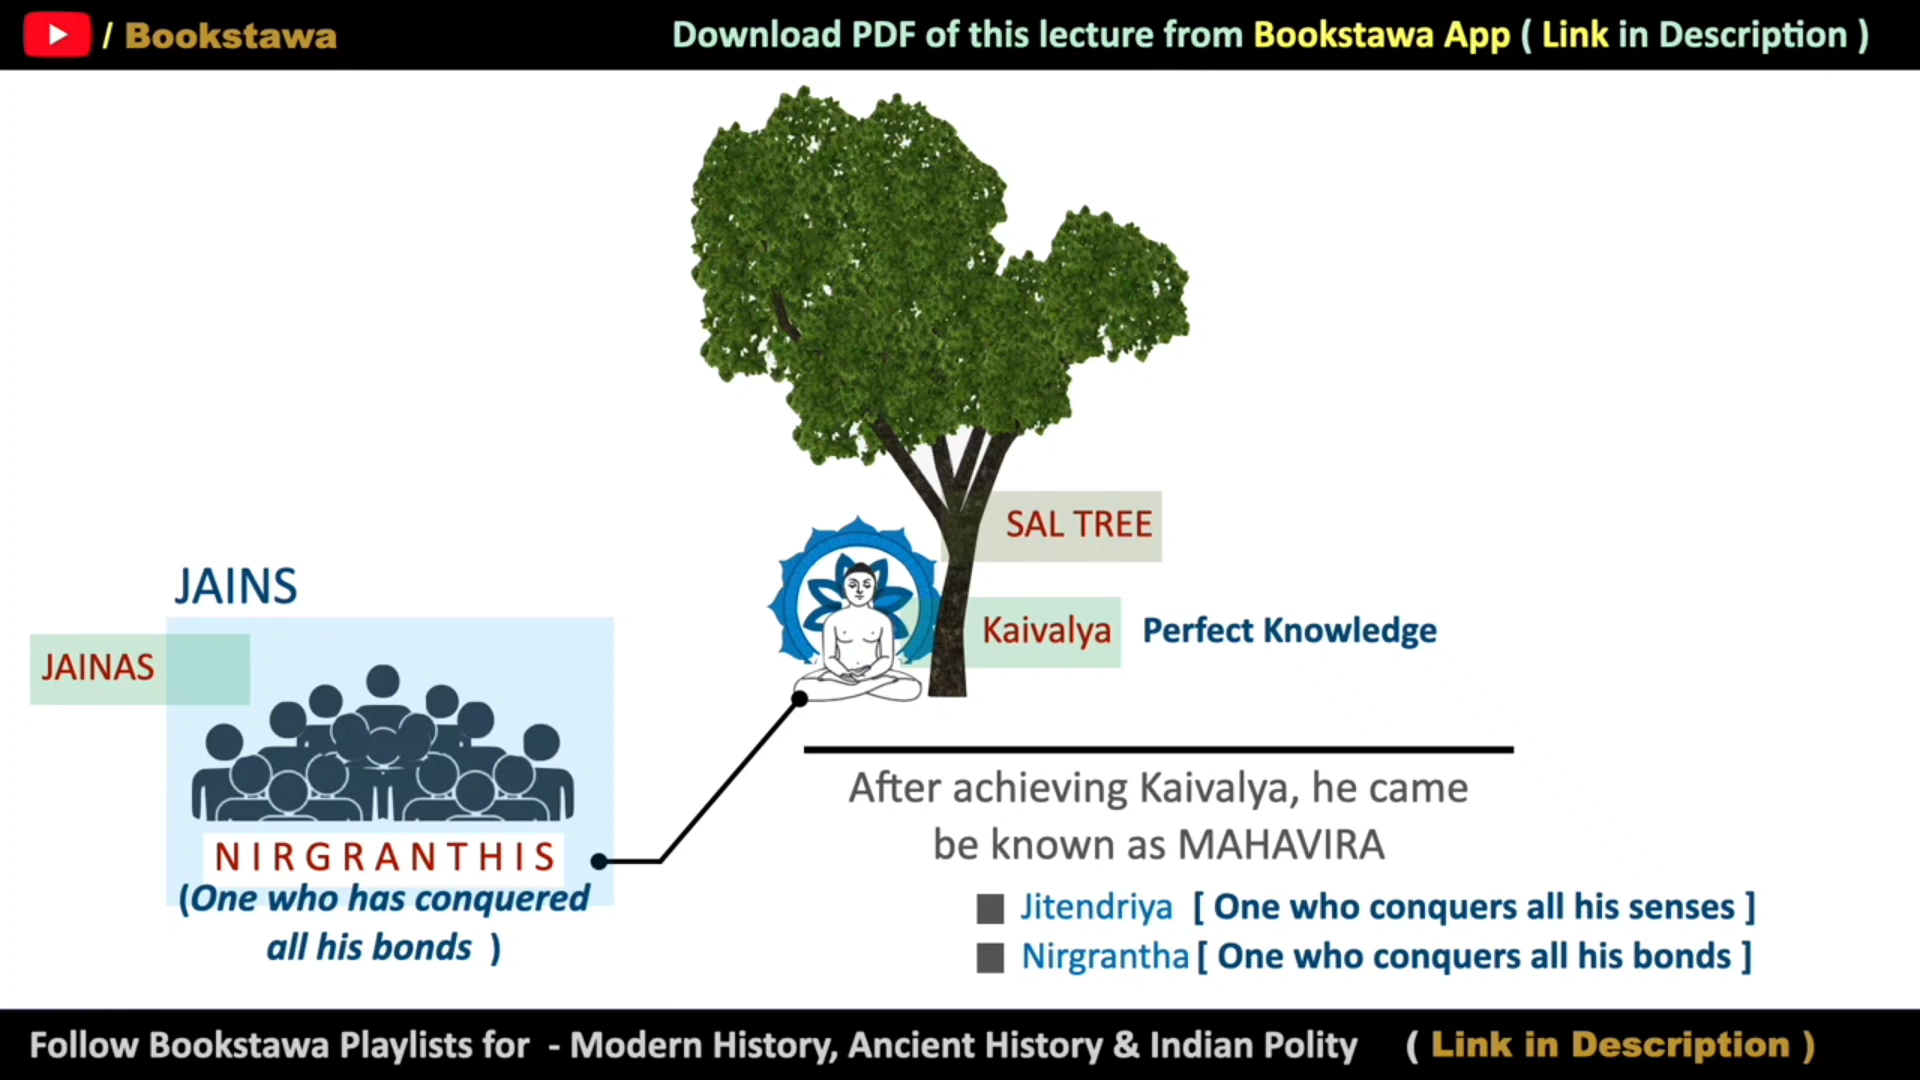 / Bookstawa
Download PDF of this lecture from Bookstawa App ( Link in Description )
SAL TREE
Kaivalya Perfect Knowledge
JAINS
JAINAS
NIRGRANTHIS
(One who has conquered
all his bonds )
After achieving Kaivalya, he came
be known as MAHAVIRA
Jitendriya [ One who conquers all his senses ]
Nirgrantha [ One who conquers all his bonds ]
Follow Bookstawa Playlists for - Modern History, Ancient History & Indian Polity ( Link in Description )